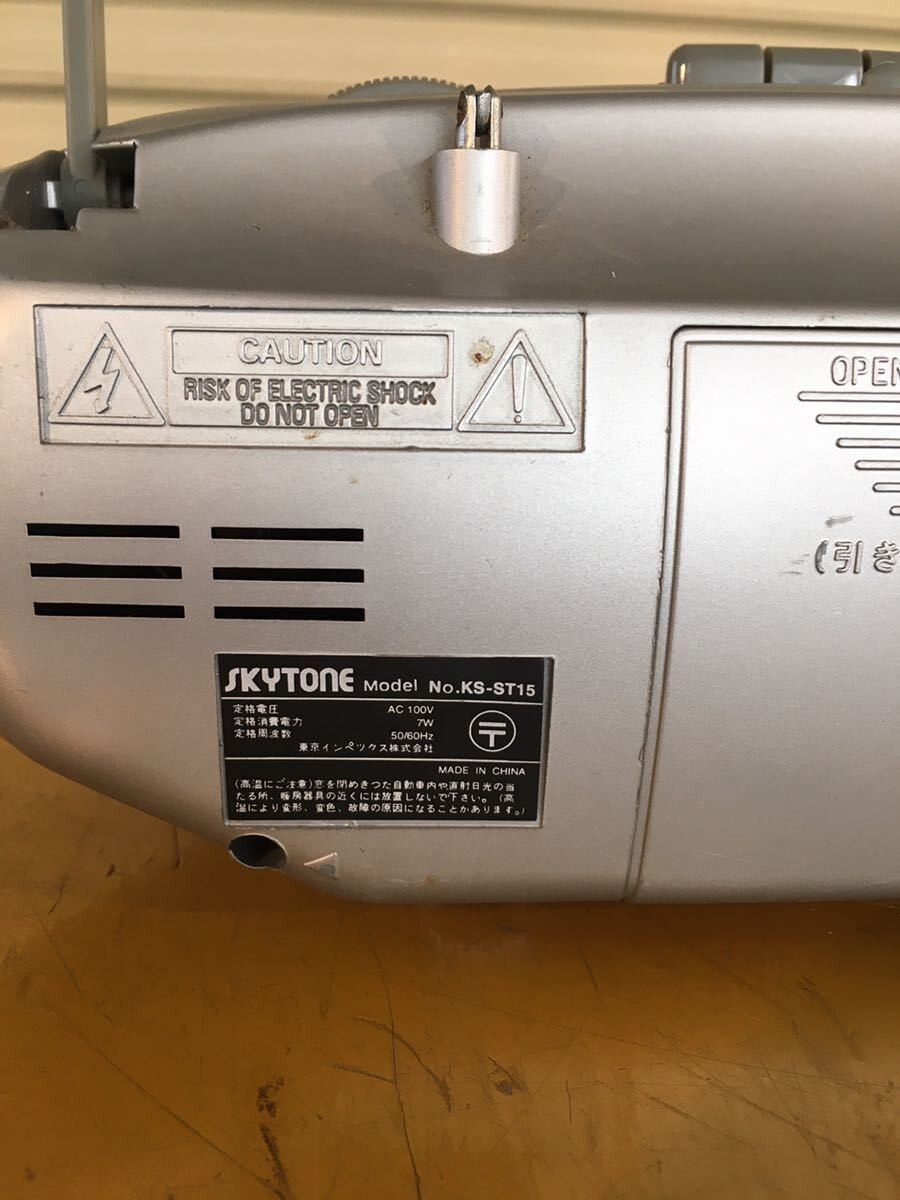 CAUTION
RISK OF ELECTRIC SHOCK
DO NOT OPEN
OPEN
(引き
SKYTONE Model No.KS-ST15
定格電圧 AC 100V
定格消費電力 7W
定格周波数 50/60Hz
東京インペックス株式会社
MADE IN CHINA
(高温にご注意)窓を閉めきつた自動車内や直射日光の当
たる所、暖房器具の近くには放置しないで下さい。(高
温により変形、変色、故障の原因になることがあります。)